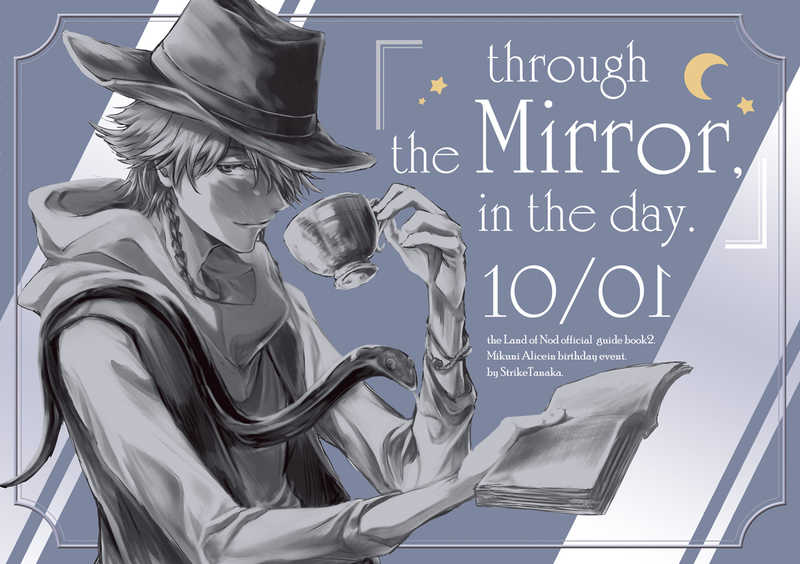 through
the Mirror,
in the day.
10/01
the Land of Nod official guide book2.
Mikuni Alicein birthday event.
by StrikeTanaka.